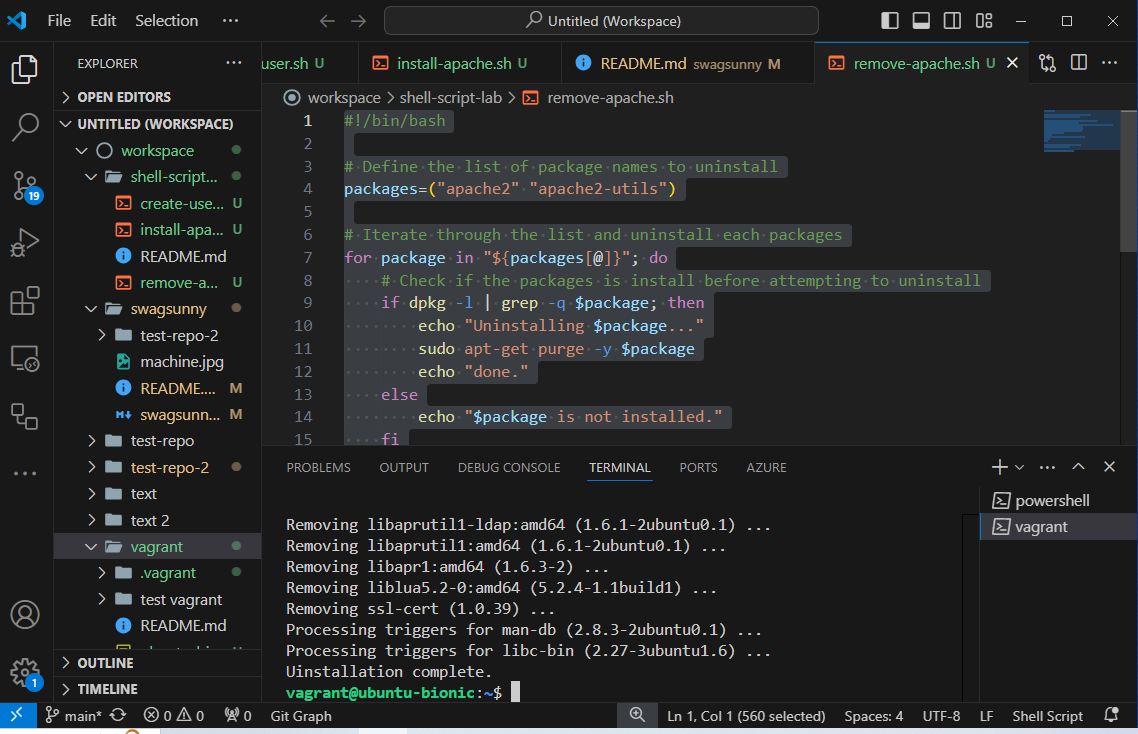 File Edit Selection ··· Untitled (Workspace)
EXPLORER ···
OPEN EDITORS
UNTITLED (WORKSPACE)
workspace
shell-script...
create-use... U
install-apa... U
README.md
remove-a... U
swagsunny
test-repo-2
machine.jpg
README.... M
swagsunn... M
test-repo
test-repo-2
text
text 2
vagrant
.vagrant
test vagrant
README.md
OUTLINE
TIMELINE
19
1
user.sh U install-apache.sh U README.md swagsunny M remove-apache.sh U
workspace > shell-script-lab > remove-apache.sh
1 #!/bin/bash
2
3 # Define the list of package names to uninstall
4 packages=("apache2" "apache2-utils")
5
6 # Iterate through the list and uninstall each packages
7 for package in "${packages[@]}"; do
8 # Check if the packages is install before attempting to uninstall
9 if dpkg -l | grep -q $package; then
10 echo "Uninstalling $package..."
11 sudo apt-get purge -y $package
12 echo "done."
13 else
14 echo "$package is not installed."
15 fi
PROBLEMS OUTPUT DEBUG CONSOLE TERMINAL PORTS AZURE
Removing libaprutil1-ldap:amd64 (1.6.1-2ubuntu0.1) ...
Removing libaprutil1:amd64 (1.6.1-2ubuntu0.1) ...
Removing libapr1:amd64 (1.6.3-2) ...
Removing liblua5.2-0:amd64 (5.2.4-1.1build1) ...
Removing ssl-cert (1.0.39) ...
Processing triggers for man-db (2.8.3-2ubuntu0.1) ...
Processing triggers for libc-bin (2.27-3ubuntu1.6) ...
Uinstallation complete.
vagrant@ubuntu-bionic:~$
powershell
vagrant
main* 0 0 0 Git Graph Ln 1, Col 1 (560 selected) Spaces: 4 UTF-8 LF Shell Script